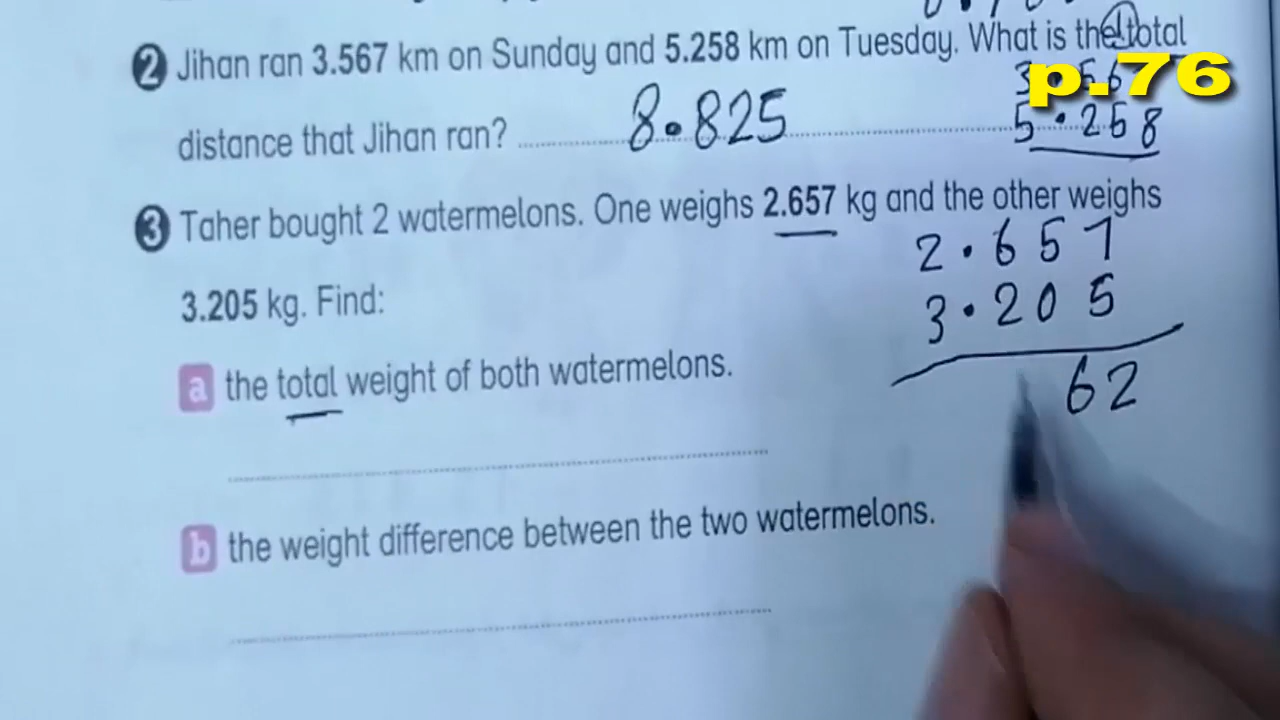 2 Jihan ran 3.567 km on Sunday and 5.258 km on Tuesday. What is the total
p.76
3.567
distance that Jihan ran? 8.825
5.258
3 Taher bought 2 watermelons. One weighs 2.657 kg and the other weighs
2.657
3.205 kg. Find:
3.205
a the total weight of both watermelons.
62
b the weight difference between the two watermelons.